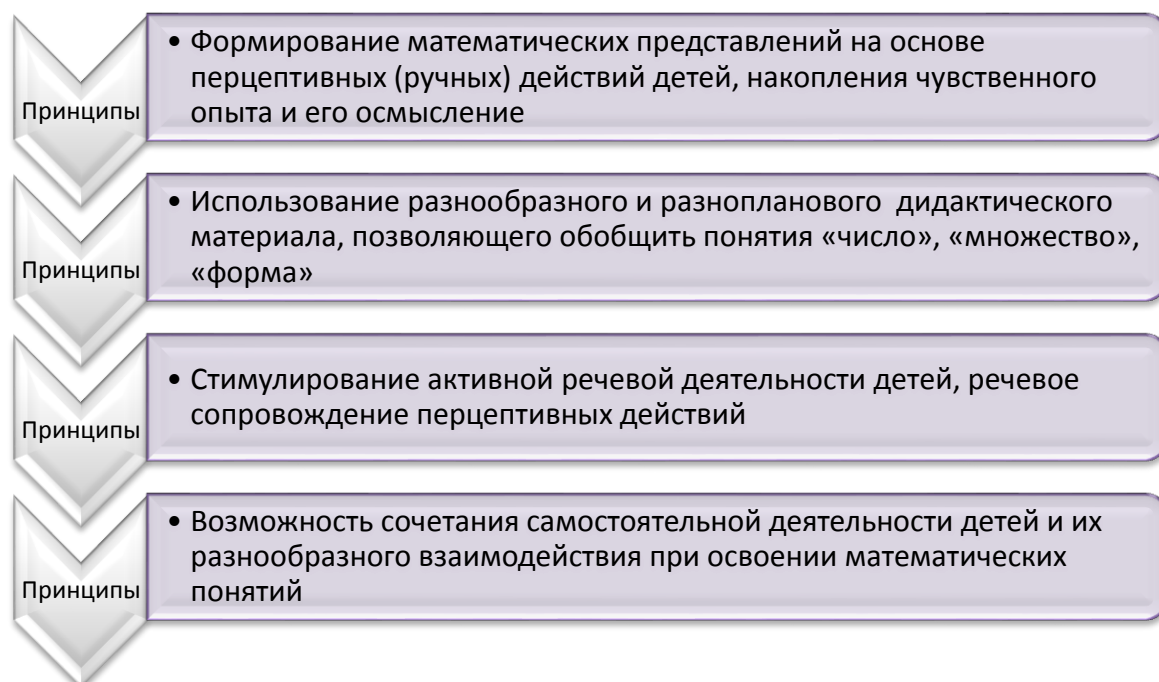 Принципы
• Формирование математических представлений на основе
перцептивных (ручных) действий детей, накопления чувственного
опыта и его осмысление
Принципы
• Использование разнообразного и разнопланового  дидактического
материала, позволяющего обобщить понятия «число», «множество»,
«форма»
Принципы
• Стимулирование активной речевой деятельности детей, речевое
сопровождение перцептивных действий
Принципы
• Возможность сочетания самостоятельной деятельности детей и их
разнообразного взаимодействия при освоении математических
понятий